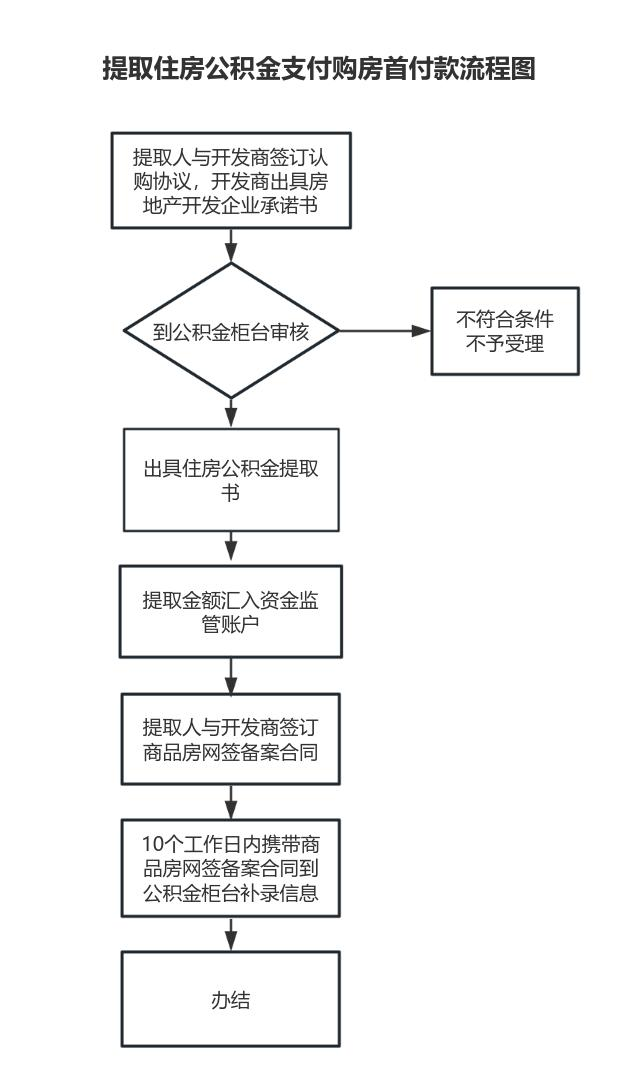 提取住房公积金支付购房首付款流程图
提取人与开发商签订认
购协议，开发商出具房
地产开发企业承诺书
到公积金柜台审核
不符合条件
不予受理
出具住房公积金提取
书
提取金额汇入资金监
管账户
提取人与开发商签订
商品房网签备案合同
10个工作日内携带商
品房网签备案合同到
公积金柜台补录信息
办结